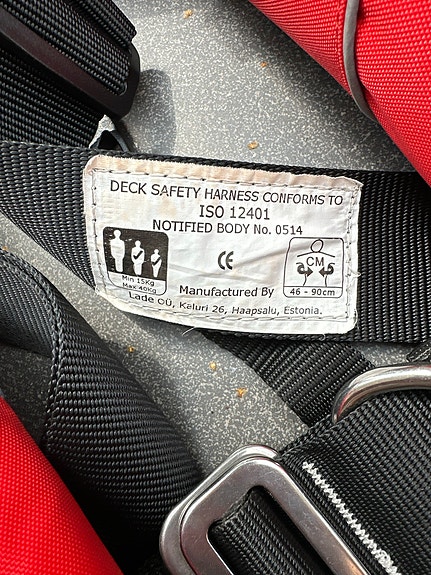 DECK SAFETY HARNESS CONFORMS TO
ISO 12401
NOTIFIED BODY No. 0514
CE
CM
Min 15Kg
Max 40Kg
46 - 90cm
Manufactured By
Lade OÜ, Kaluri 26, Haapsalu, Estonia.